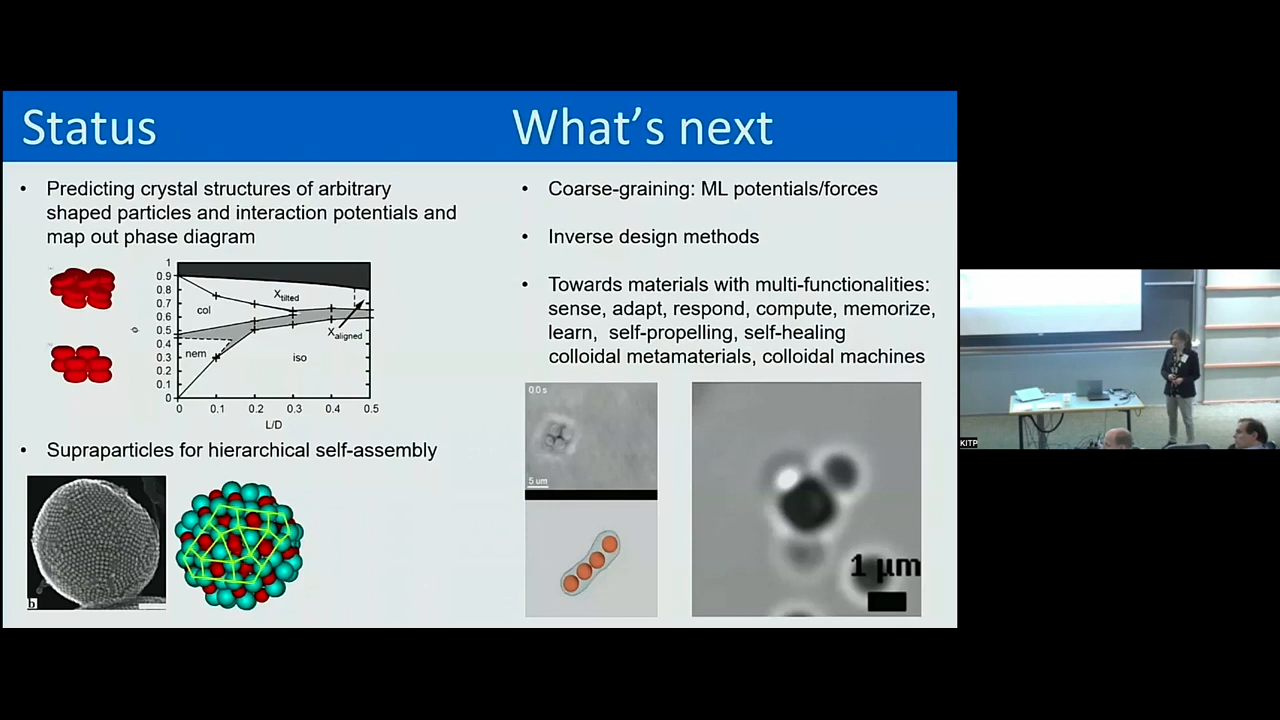 Status
What's next
• Predicting crystal structures of arbitrary
shaped particles and interaction potentials and
map out phase diagram
1
0.9
0.8
0.7
0.6
0.5
0.4
0.3
0.2
0.1
0
ϕ
col
Xtilted
Xaligned
nem
iso
0 0.1 0.2 0.3 0.4 0.5
L/D
• Supraparticles for hierarchical self-assembly
b
• Coarse-graining: ML potentials/forces
• Inverse design methods
• Towards materials with multi-functionalities:
sense, adapt, respond, compute, memorize,
learn, self-propelling, self-healing
colloidal metamaterials, colloidal machines
0.0 s
5 um
1 µm
KITP